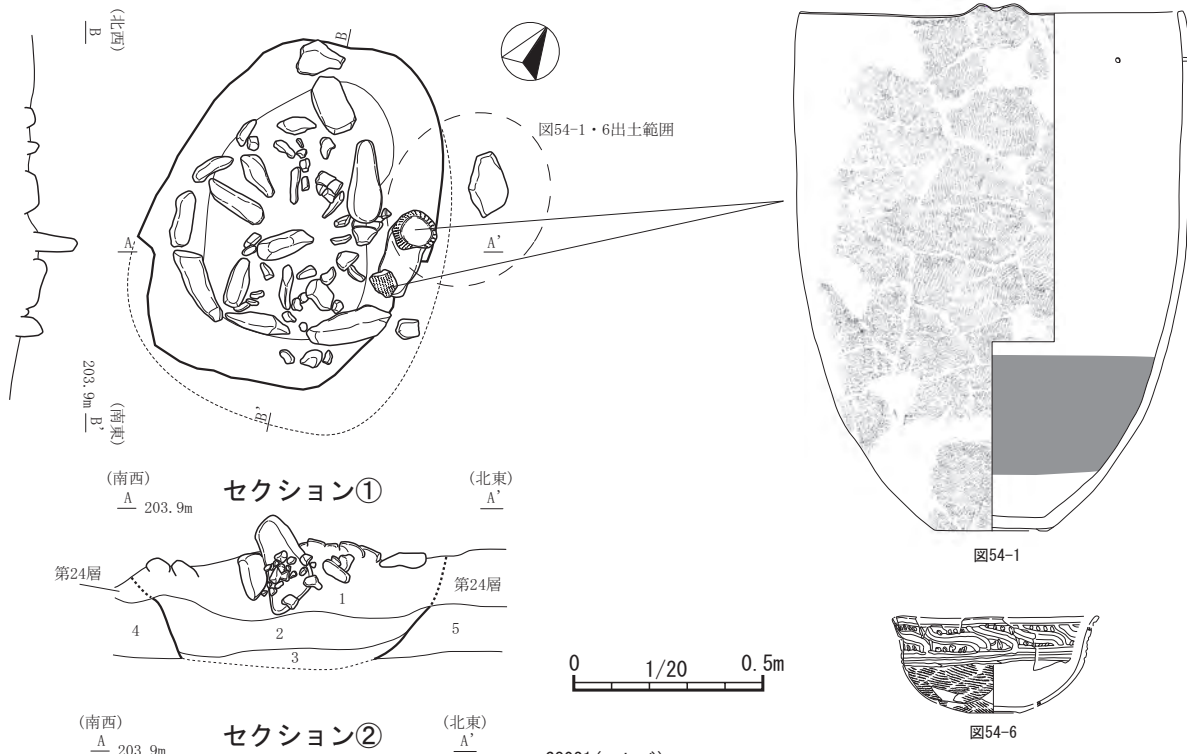 (北西)
B
B
図54-1・6出土範囲
A
A'
203.9m B'
(南東)
B'
(南西)
A 203.9m
セクション①
(北東)
A'
第24層
第24層
1
2
3
4
5
0 1/20 0.5m
図54-1
図54-6
(南西)
A 203.9m
セクション②
(北東)
A'